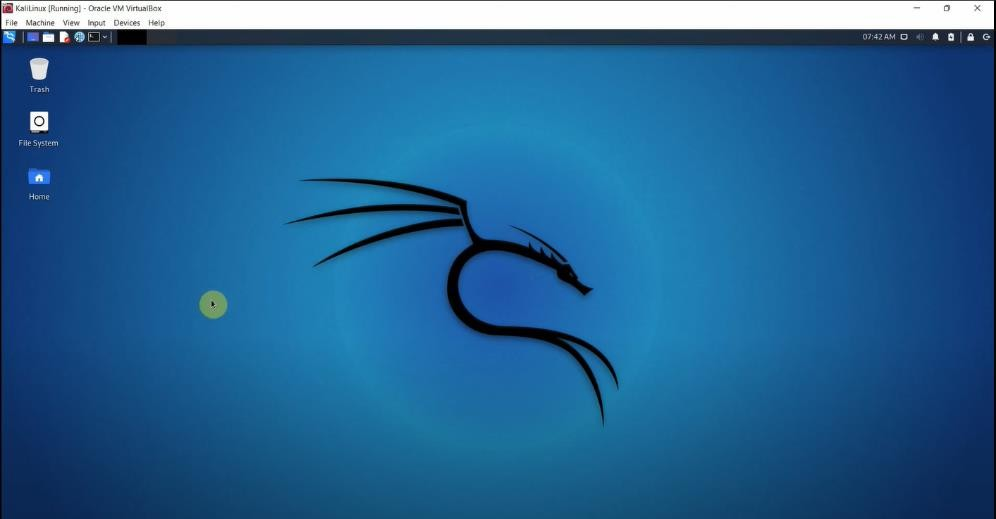 KaliLinux [Running] - Oracle VM VirtualBox
File Machine View Input Devices Help
07:42 AM
Trash
File System
Home